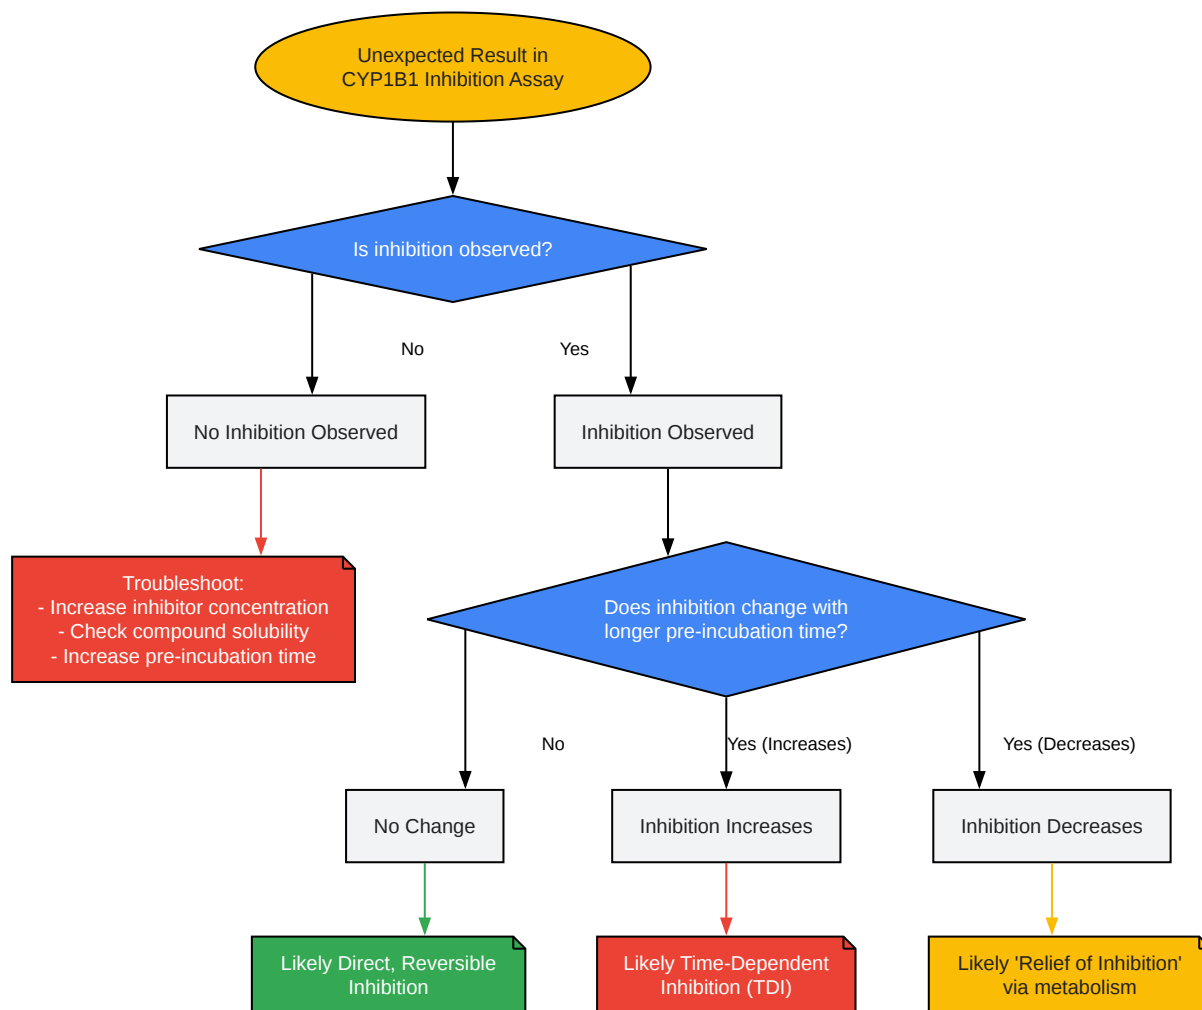 Unexpected Result in
CYP1B1 Inhibition Assay
Is inhibition observed?
No
Yes
No Inhibition Observed
Inhibition Observed
Troubleshoot:
- Increase inhibitor concentration
- Check compound solubility
- Increase pre-incubation time
Does inhibition change with
longer pre-incubation time?
No
Yes (Increases)
Yes (Decreases)
No Change
Inhibition Increases
Inhibition Decreases
Likely Direct, Reversible
Inhibition
Likely Time-Dependent
Inhibition (TDI)
Likely 'Relief of Inhibition'
via metabolism